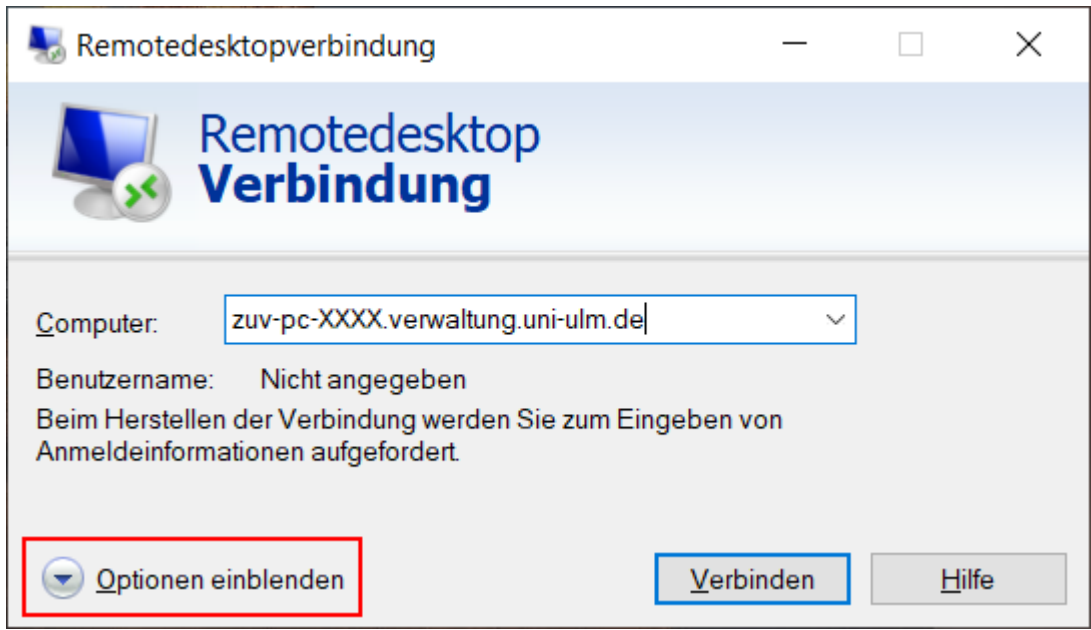 Remotedesktopverbindung
Remotedesktop
Verbindung
Computer: zuv-pc-XXXX.verwaltung.uni-ulm.de
Benutzername: Nicht angegeben
Beim Herstellen der Verbindung werden Sie zum Eingeben von
Anmeldeinformationen aufgefordert.
Optionen einblenden Verbinden Hilfe